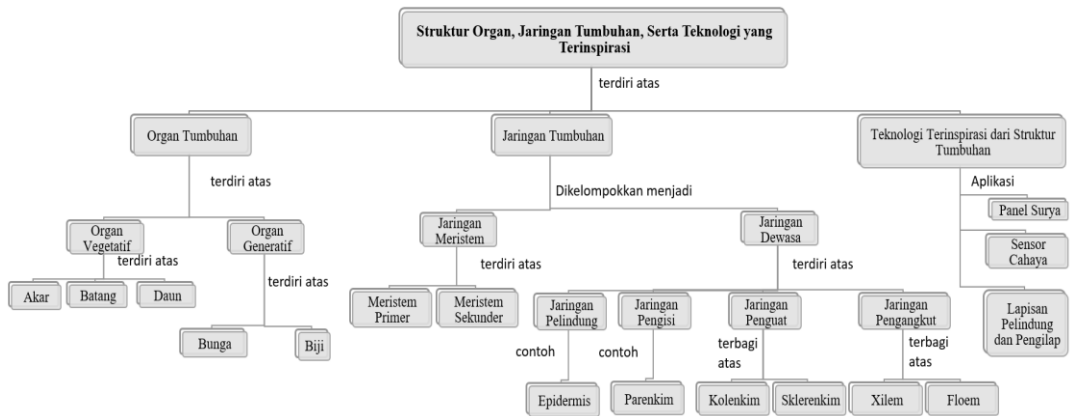 Struktur Organ, Jaringan Tumbuhan, Serta Teknologi yang
Terinspirasi
terdiri atas
Organ Tumbuhan
Jaringan Tumbuhan
Teknologi Terinspirasi dari Struktur
Tumbuhan
terdiri atas
Dikelompokkan menjadi
Aplikasi
Organ
Vegetatif
Organ
Generatif
Jaringan
Meristem
Jaringan
Dewasa
Panel Surya
Sensor
Cahaya
terdiri atas
terdiri atas
terdiri atas
terdiri atas
Akar
Batang
Daun
Meristem
Primer
Meristem
Sekunder
Jaringan
Pelindung
Jaringan
Pengisi
Jaringan
Penguat
Jaringan
Pengangkut
Lapisan
Pelindung
dan Pengilap
Bunga
Biji
contoh
contoh
terbagi
atas
terbagi
atas
Epidermis
Parenkim
Kolenkim
Sklerenkim
Xilem
Floem